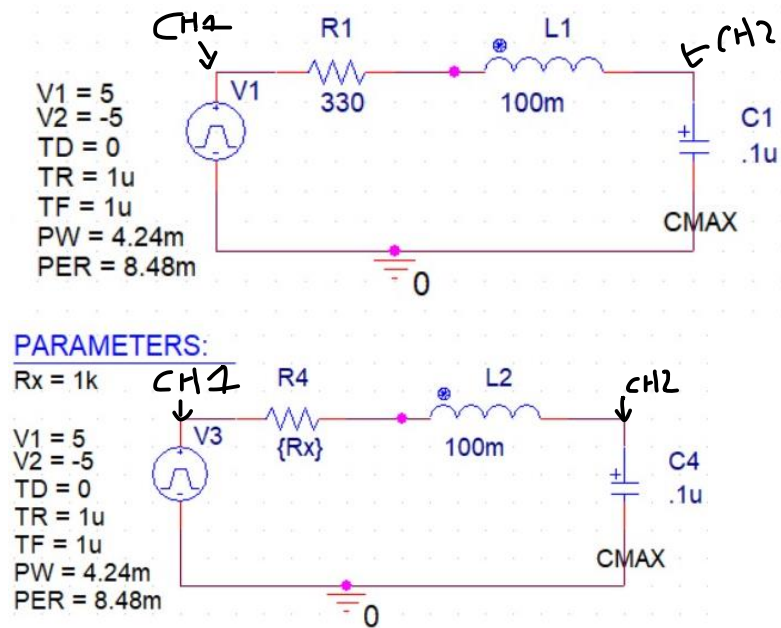 CH1
R1
L1
CH2
V1 = 5
V2 = -5
TD = 0
TR = 1u
TF = 1u
PW = 4.24m
PER = 8.48m
V1
330
100m
C1
.1u
CMAX
0
PARAMETERS:
Rx = 1k
CH1
R4
L2
CH2
V1 = 5
V2 = -5
TD = 0
TR = 1u
TF = 1u
PW = 4.24m
PER = 8.48m
V3
{Rx}
100m
C4
.1u
CMAX
0